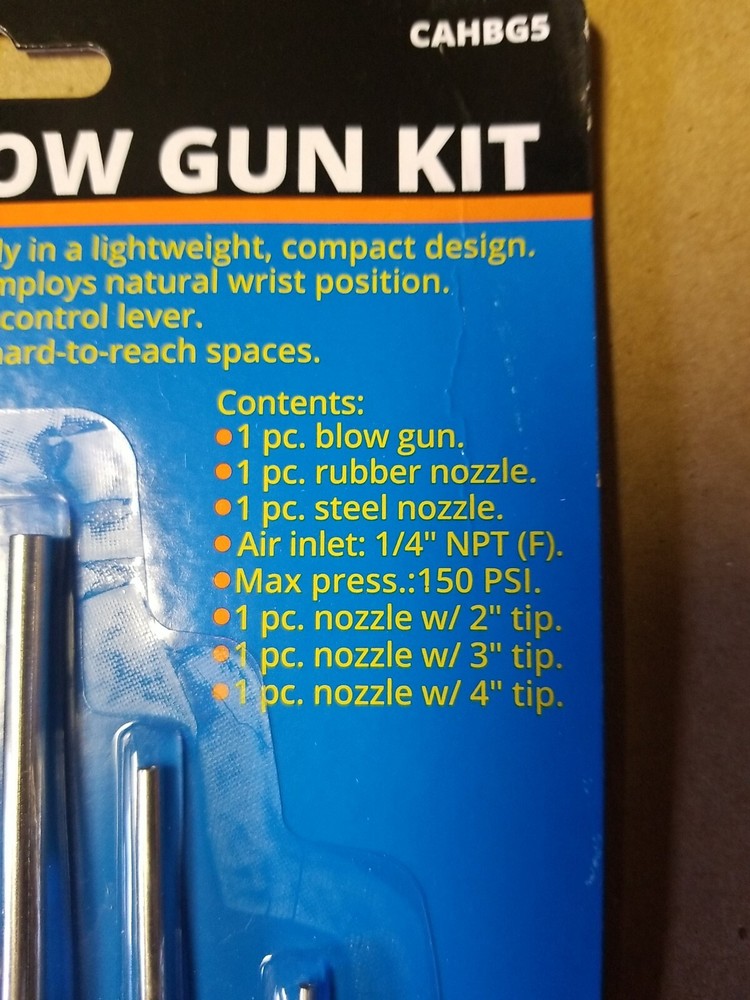 CAHBG5
OW GUN KIT
ly in a lightweight, compact design.
mploys natural wrist position.
control lever.
hard-to-reach spaces.
Contents:
●1 pc. blow gun.
●1 pc. rubber nozzle.
●1 pc. steel nozzle.
●Air inlet: 1/4" NPT (F).
●Max press.:150 PSI.
●1 pc. nozzle w/ 2" tip.
●1 pc. nozzle w/ 3" tip.
●1 pc. nozzle w/ 4" tip.